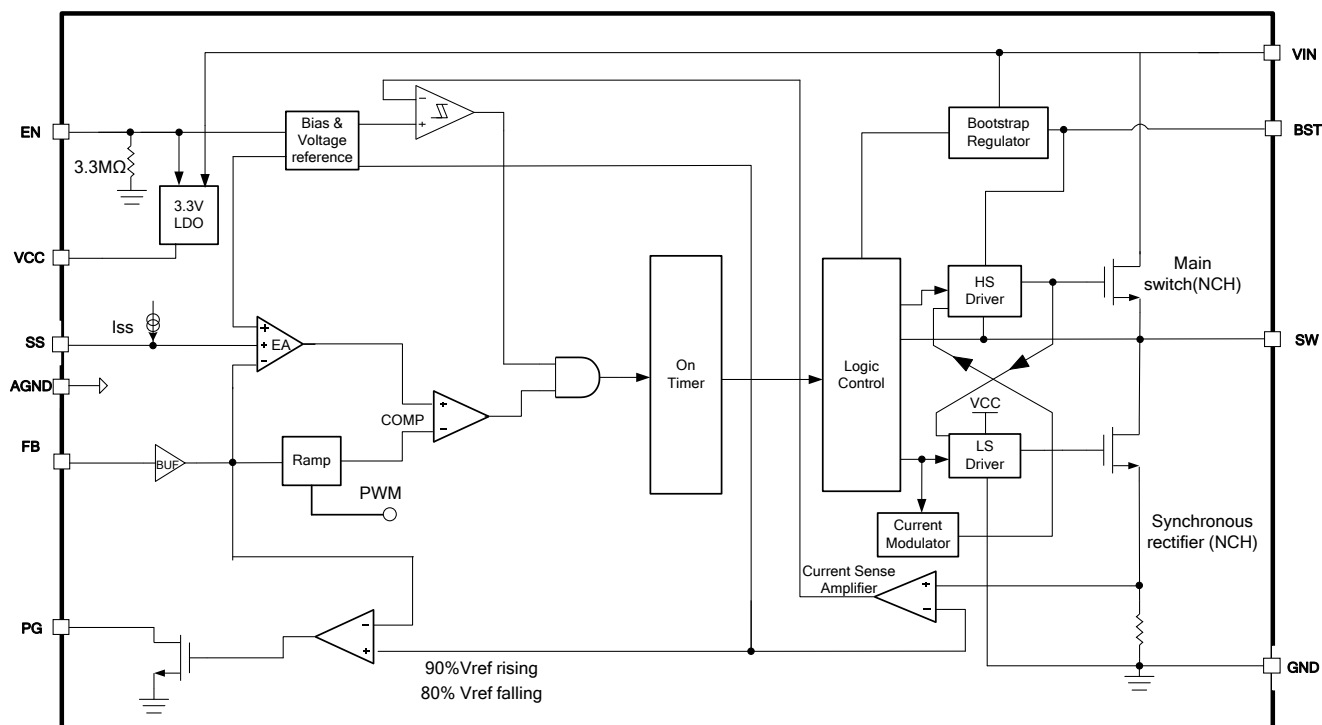 VIN
EN
Bias &
Voltage
reference
−
+
Bootstrap
Regulator
BST
3.3MΩ
3.3V
LDO
VCC
HS
Driver
Main
switch(NCH)
SS
Iss
+
+
−
EA
On
Timer
Logic
Control
SW
AGND
COMP
+
−
VCC
FB
BUF
Ramp
LS
Driver
PWM
Current
Modulator
Synchronous
rectifier (NCH)
Current Sense
Amplifier
+
−
PG
−
+
90%Vref rising
80% Vref falling
GND